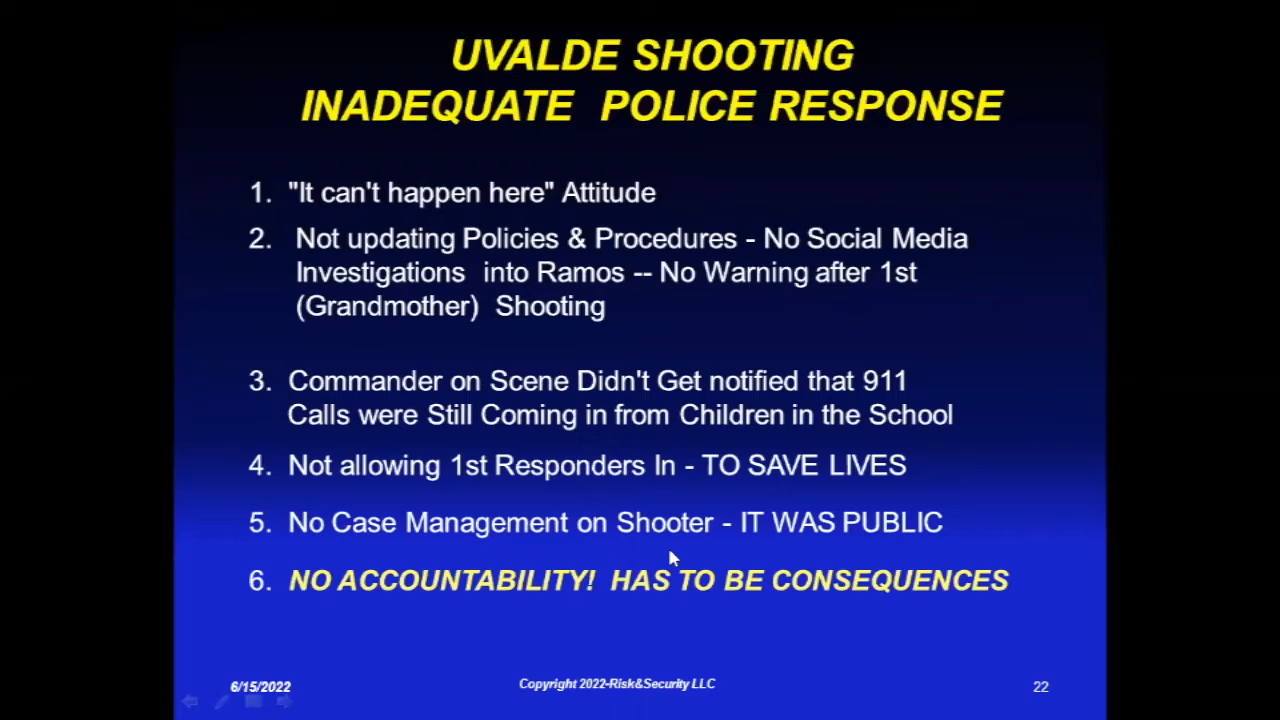 UVALDE SHOOTING
INADEQUATE POLICE RESPONSE
1. "It can't happen here" Attitude
2. Not updating Policies & Procedures - No Social Media
Investigations into Ramos -- No Warning after 1st
(Grandmother) Shooting
3. Commander on Scene Didn't Get notified that 911
Calls were Still Coming in from Children in the School
4. Not allowing 1st Responders In - TO SAVE LIVES
5. No Case Management on Shooter - IT WAS PUBLIC
6. NO ACCOUNTABILITY! HAS TO BE CONSEQUENCES
6/15/2022
Copyright 2022-Risk&Security LLC
22